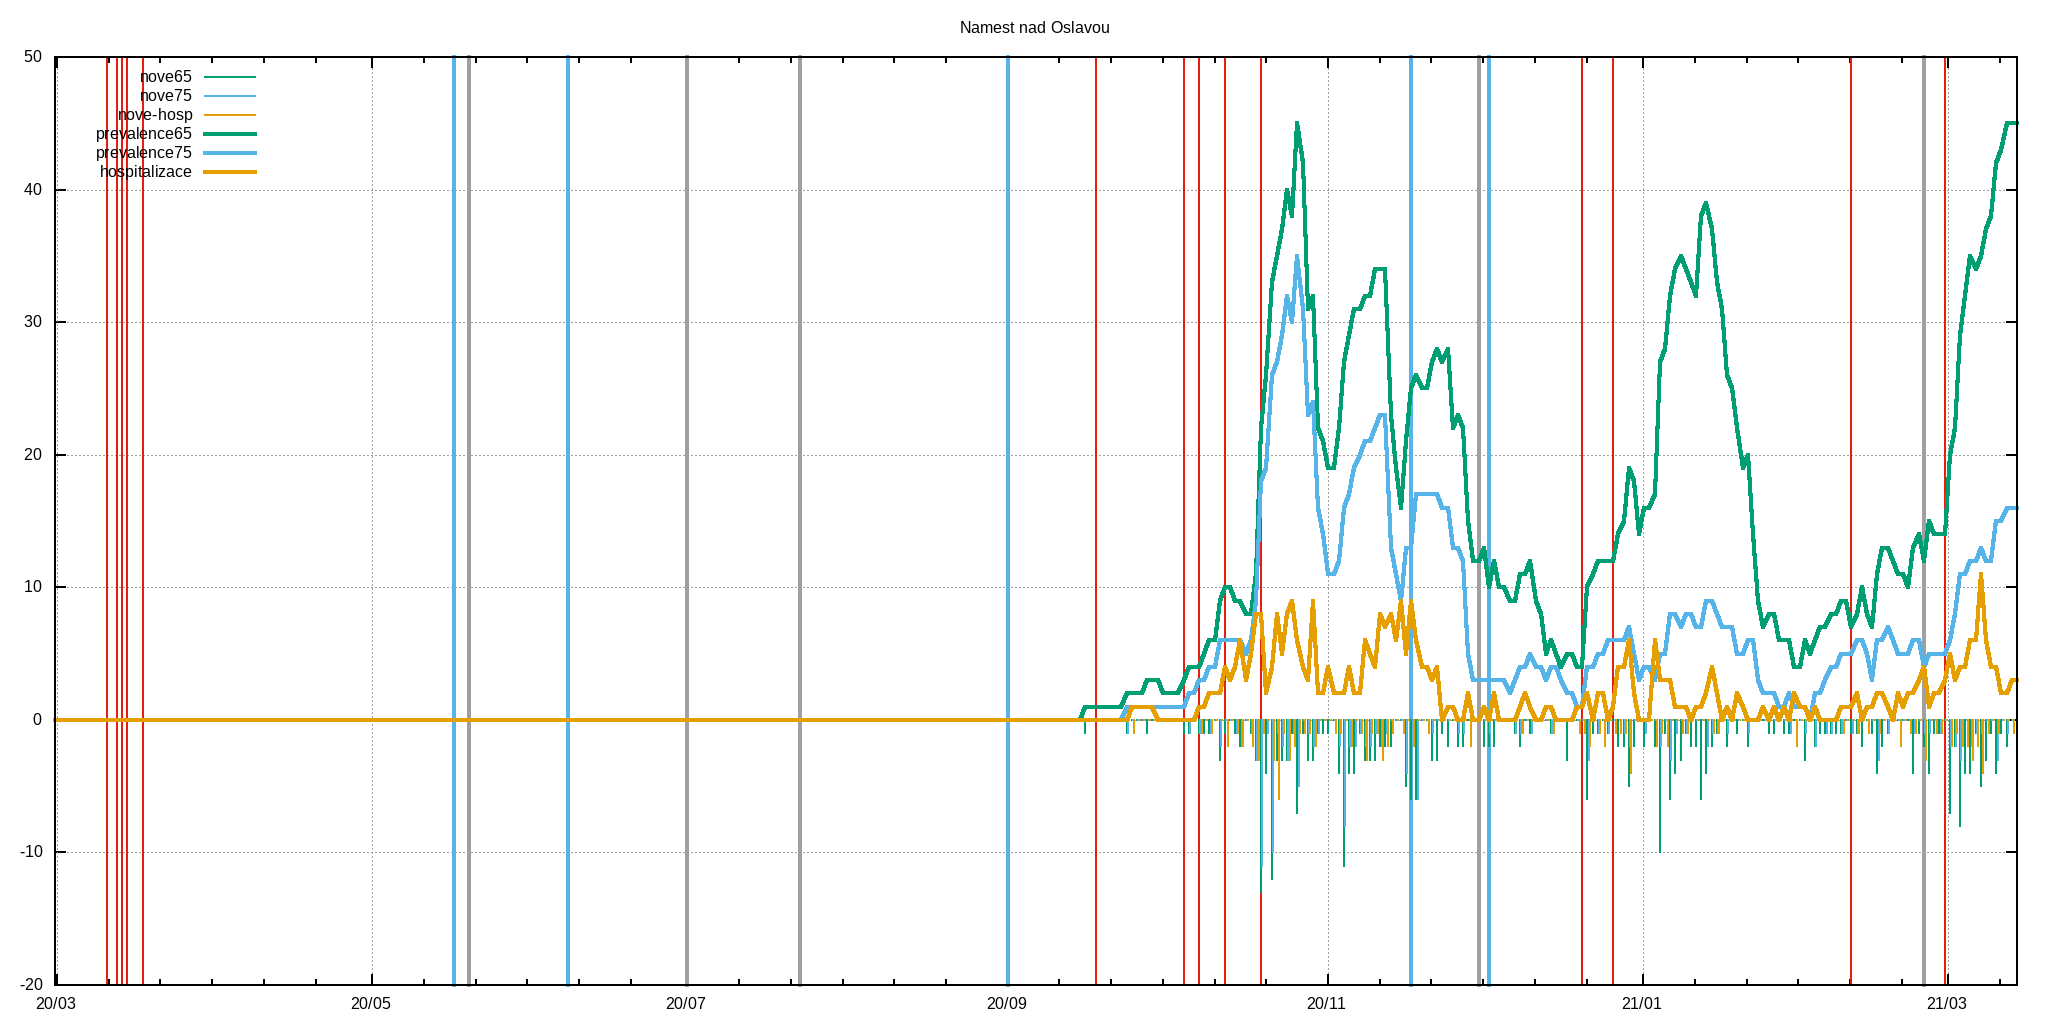 Namest nad Oslavou
50
nove65
nove75
nove-hosp
prevalence65
prevalence75
hospitalizace
40
30
20
10
0
-10
-20
20/03 20/05 20/07 20/09 20/11 21/01 21/03